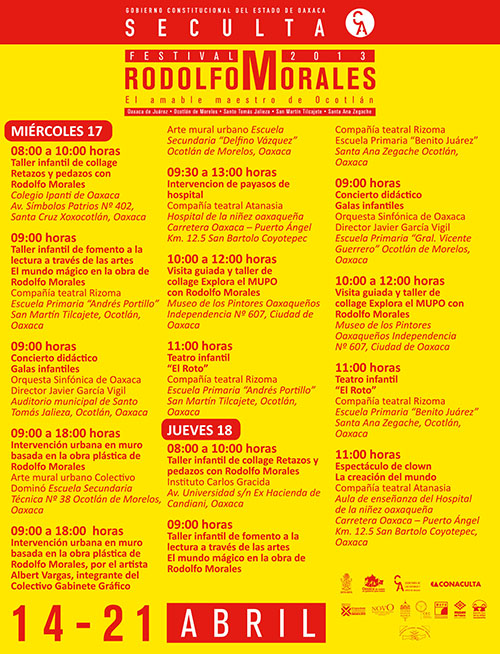 GOBIERNO CONSTITUCIONAL DEL ESTADO DE OAXACA
SECULTA
FESTIVAL 2013
RODOLFO MORALES
El amable maestro de Ocotlán
Oaxaca de Juárez • Ocotlán de Morelos • Santo Tomás Jalieza • San Martín Tilcajete • Santa Ana Zegache
MIÉRCOLES 17
08:00 a 10:00 horas
Taller infantil de collage
Retazos y pedazos con
Rodolfo Morales
Colegio Ipanti de Oaxaca
Av. Símbolos Patrios Nº 402,
Santa Cruz Xoxocotlán, Oaxaca
09:00 horas
Taller infantil de fomento a la
lectura a través de las artes
El mundo mágico en la obra de
Rodolfo Morales
Compañía teatral Rizoma
Escuela Primaria “Andrés Portillo”
San Martín Tilcajete, Ocotlán,
Oaxaca
09:00 horas
Concierto didáctico
Galas infantiles
Orquesta Sinfónica de Oaxaca
Director Javier García Vigil
Auditorio municipal de Santo
Tomás Jalieza, Ocotlán, Oaxaca
09:00 a 18:00 horas
Intervención urbana en muro
basada en la obra plástica de
Rodolfo Morales
Arte mural urbano Colectivo
Dominó Escuela Secundaria
Técnica Nº 38 Ocotlán de Morelos,
Oaxaca
09:00 a 18:00 horas
Intervención urbana en muro
basada en la obra plástica de
Rodolfo Morales, por el artista
Albert Vargas, integrante del
Colectivo Gabinete Gráfico
Arte mural urbano Escuela
Secundaria “Delfino Vázquez”
Ocotlán de Morelos, Oaxaca
09:30 a 13:00 horas
Intervencion de payasos de
hospital
Compañía teatral Atanasia
Hospital de la niñez oaxaqueña
Carretera Oaxaca – Puerto Ángel
Km. 12.5 San Bartolo Coyotepec
10:00 a 12:00 horas
Visita guiada y taller de
collage Explora el MUPO
con Rodolfo Morales
Museo de los Pintores Oaxaqueños
Independencia Nº 607, Ciudad de
Oaxaca
11:00 horas
Teatro infantil
“El Roto”
Compañía teatral Rizoma
Escuela Primaria “Andrés Portillo”
San Martín Tilcajete, Ocotlán,
Oaxaca
JUEVES 18
08:00 a 10:00 horas
Taller infantil de collage Retazos y
pedazos con Rodolfo Morales
Instituto Carlos Gracida
Av. Universidad s/n Ex Hacienda de
Candiani, Oaxaca
09:00 horas
Taller infantil de fomento a la
lectura a través de las artes
El mundo mágico en la obra de
Rodolfo Morales
Compañía teatral Rizoma
Escuela Primaria “Benito Juárez”
Santa Ana Zegache Ocotlán,
Oaxaca
09:00 horas
Concierto didáctico
Galas infantiles
Orquesta Sinfónica de Oaxaca
Director Javier García Vigil
Escuela Primaria “Gral. Vicente
Guerrero” Ocotlán de Morelos,
Oaxaca
10:00 a 12:00 horas
Visita guiada y taller de
collage Explora el MUPO con
Rodolfo Morales
Museo de los Pintores
Oaxaqueños Independencia
Nº 607, Ciudad de Oaxaca
11:00 horas
Teatro infantil
“El Roto”
Compañía teatral Rizoma
Escuela Primaria “Benito Juárez”
Santa Ana Zegache, Ocotlán,
Oaxaca
11:00 horas
Espectáculo de clown
La creación del mundo
Compañía teatral Atanasia
Aula de enseñanza del Hospital
de la niñez oaxaqueña
Carretera Oaxaca – Puerto Ángel
Km. 12.5 San Bartolo Coyotepec,
Oaxaca
CONACULTA
14-21 ABRIL